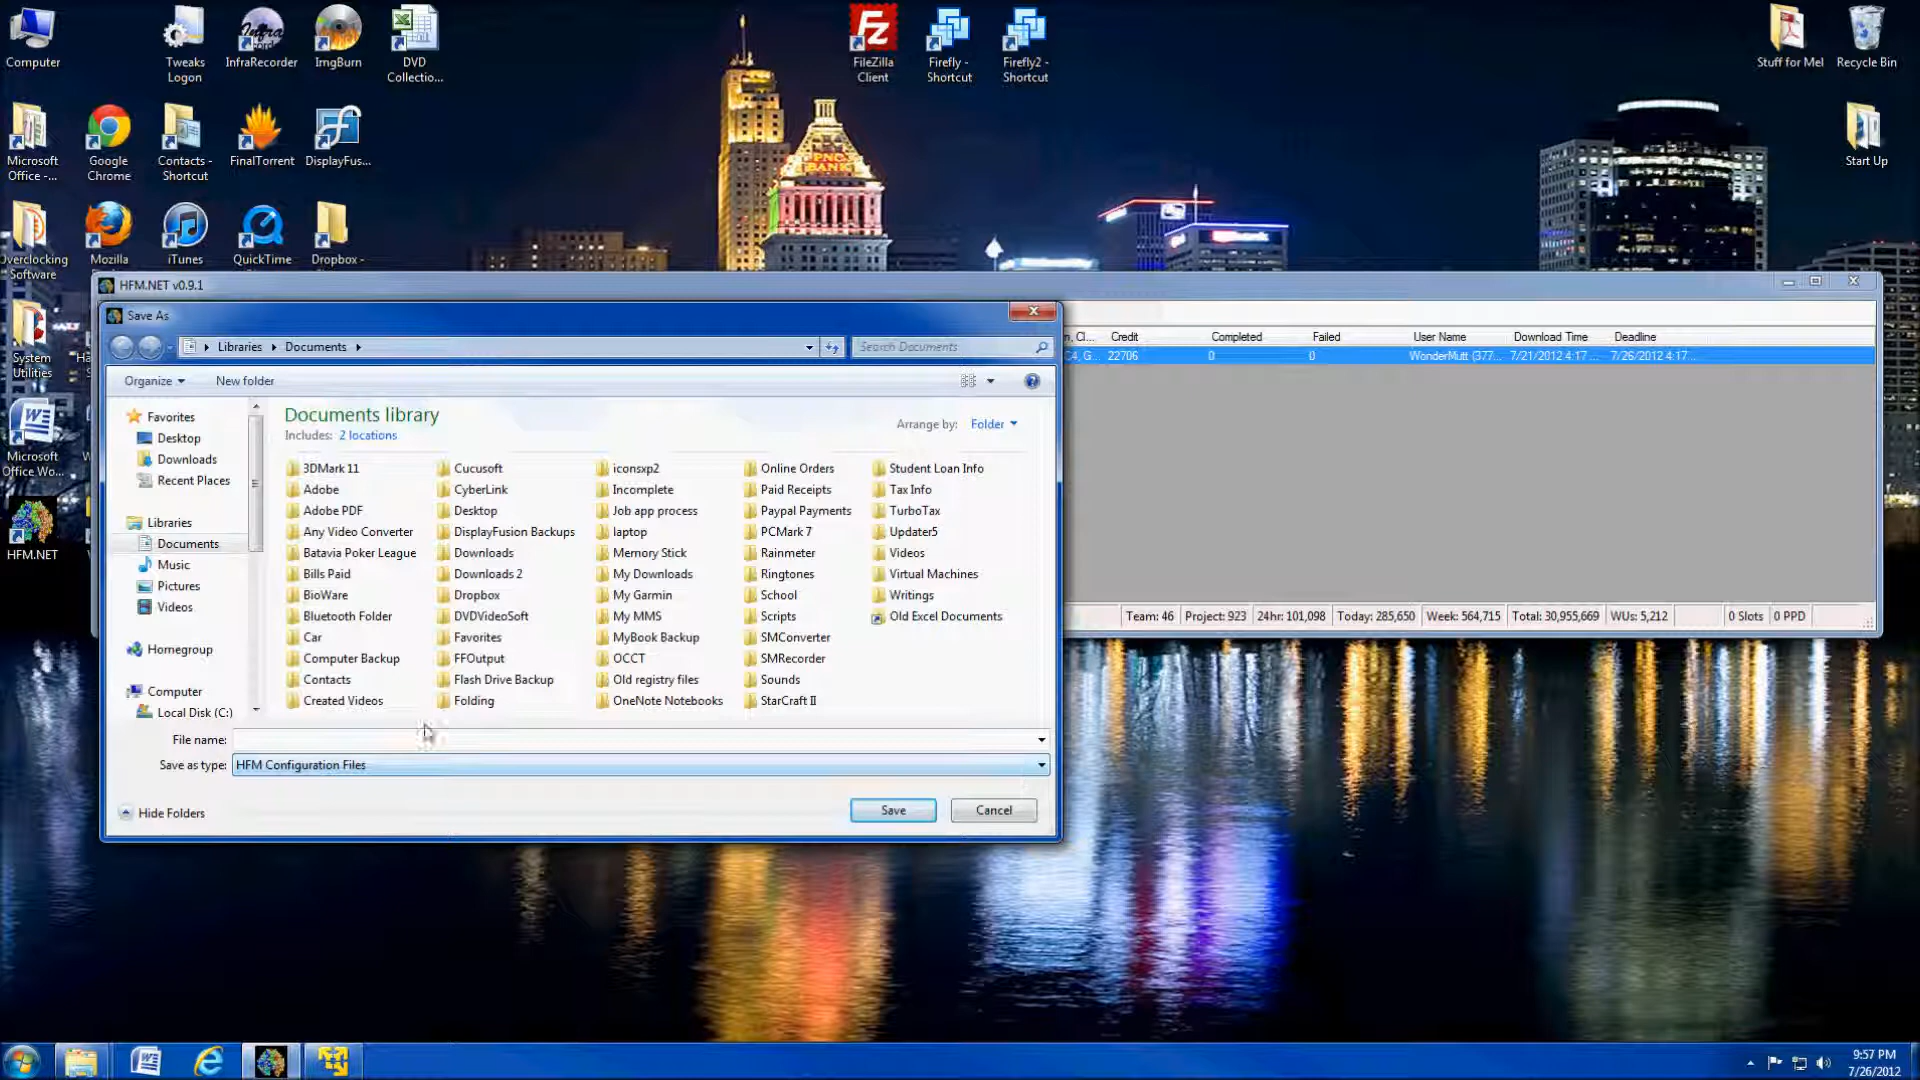 Computer
Tweaks
Logon
InfraRecorder
ImgBurn
DVD
Collectio...
FileZilla
Client
Firefly -
Shortcut
Firefly2 -
Shortcut
Stuff for Me!
Recycle Bin
Microsoft
Office -...
Google
Chrome
Contacts -
Shortcut
FinalTorrent
DisplayFus...
Start Up
PNC
BANK
Overclocking
Software
Mozilla
iTunes
QuickTime
Dropbox -
System
Utilities
Microsoft
Office Wo...
HFM.NET
HFM.NET v0.9.1
n, Cl... Credit Completed Failed User Name Download Time Deadline
C4, G... 22706 0 0 WonderMutt (377... 7/21/2012 4:17... 7/26/2012 4:17...
Team: 46 Project: 923 24hr: 101,098 Today: 285,650 Week: 564,715 Total: 30,955,669 WUs: 5,212 0 Slots 0 PPD
Save As
Libraries Documents
Search Documents
Organize New folder
Favorites
Desktop
Downloads
Recent Places
Libraries
Documents
Music
Pictures
Videos
Homegroup
Computer
Local Disk (C:)
Documents library
Includes: 2 locations
Arrange by: Folder
3DMark 11
Adobe
Adobe PDF
Any Video Converter
Batavia Poker League
Bills Paid
BioWare
Bluetooth Folder
Car
Computer Backup
Contacts
Created Videos
Cucusoft
CyberLink
Desktop
DisplayFusion Backups
Downloads
Downloads 2
Dropbox
DVDVideoSoft
Favorites
FFOutput
Flash Drive Backup
Folding
iconsxp2
Incomplete
Job app process
laptop
Memory Stick
My Downloads
My Garmin
My MMS
MyBook Backup
OCCT
Old registry files
OneNote Notebooks
Online Orders
Paid Receipts
Paypal Payments
PCMark 7
Rainmeter
Ringtones
School
Scripts
SMConverter
SMRecorder
Sounds
StarCraft II
Student Loan Info
Tax Info
TurboTax
Updater5
Videos
Virtual Machines
Writings
Old Excel Documents
File name:
Save as type: HFM Configuration Files
Hide Folders
Save
Cancel
9:57 PM
7/26/2012